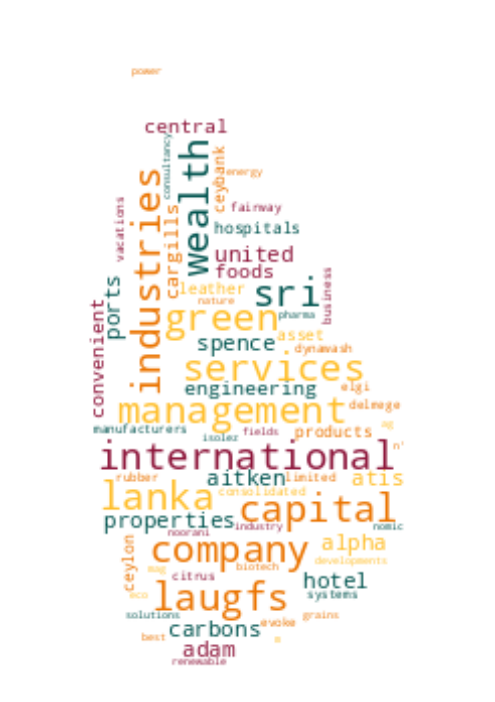 power
central
consultancy
wealth
ceybank
energy
industries
cargills
vacations
fairway
hospitals
united
foods
business
ports
leather
nature
sri
convenient
green
pharma
spence
asset
dynawash
services
engineering
elgi
management
delmege
ag
manufacturers
isolez
fields
products
n'
international
rubber
aitken
limited
atis
lanka
consolidated
capital
properties
industry
nomic
noorani
company
alpha
ceylon
mag
citrus
biotech
developments
hotel
eco
laugfs
systems
solutions
evoke
grains
carbons
best
adam
renewable